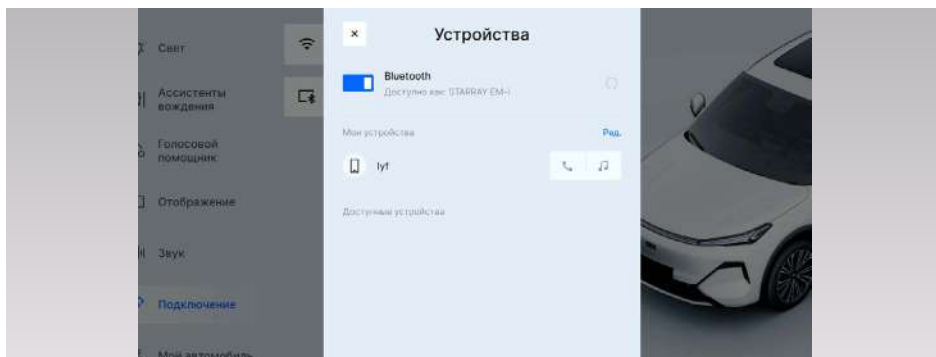 Свет
Ассистенты
вождения
Голосовой
помощник
Отображение
Звук
Подключение
Мой автомобиль
Устройства
Bluetooth
Доступно как: STARRAY EM-i
Мои устройства
Ред.
lyf
Доступные устройства